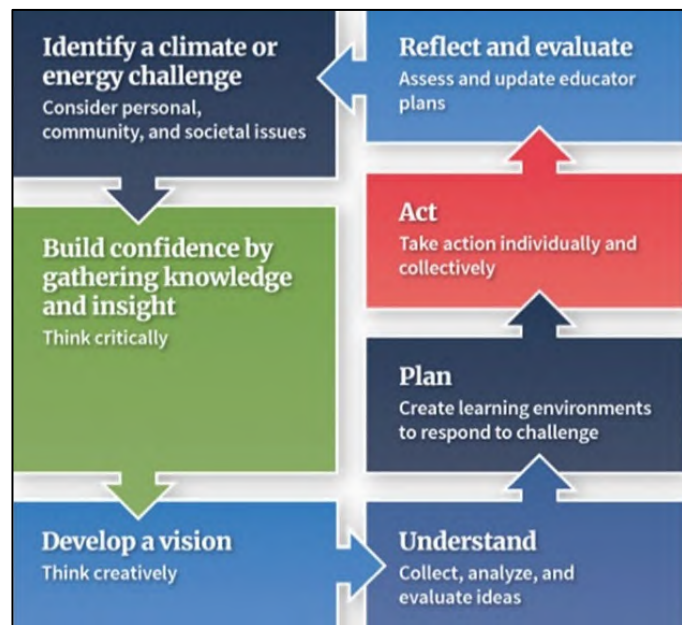 Identify a climate or
energy challenge
Consider personal,
community, and societal issues
Build confidence by
gathering knowledge
and insight
Think critically
Develop a vision
Think creatively
Understand
Collect, analyze, and
evaluate ideas
Plan
Create learning environments
to respond to challenge
Act
Take action individually and
collectively
Reflect and evaluate
Assess and update educator
plans